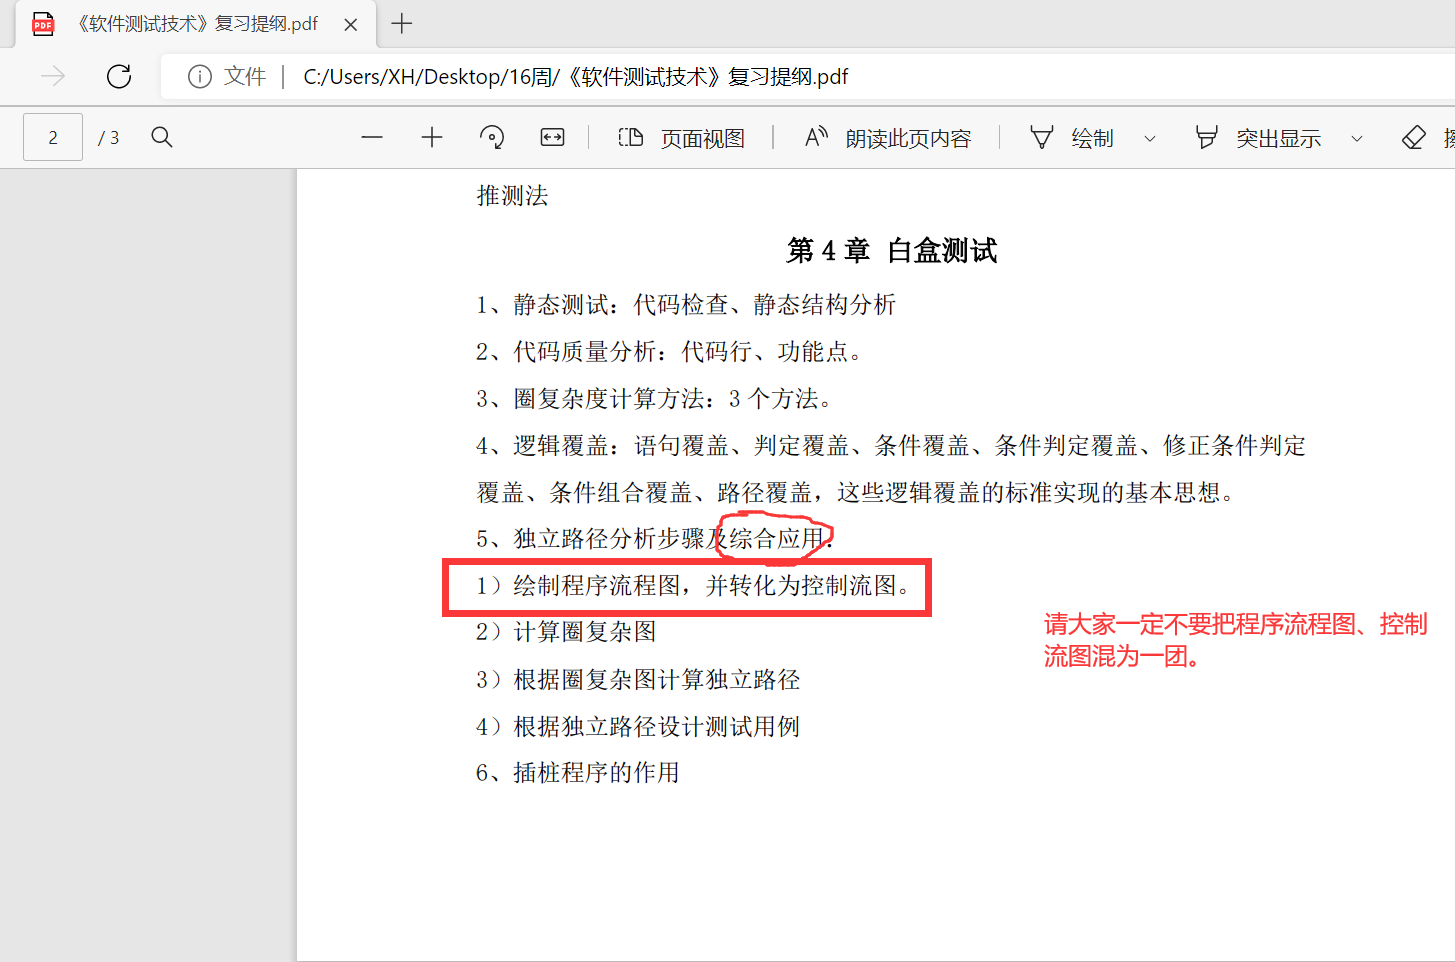 《软件测试技术》复习提纲.pdf
文件 | C:/Users/XH/Desktop/16周/《软件测试技术》复习提纲.pdf
2 / 3 页面视图 朗读此页内容 绘制 突出显示
推测法
第 4 章 白盒测试
1、静态测试：代码检查、静态结构分析
2、代码质量分析：代码行、功能点。
3、圈复杂度计算方法：3 个方法。
4、逻辑覆盖：语句覆盖、判定覆盖、条件覆盖、条件判定覆盖、修正条件判定
覆盖、条件组合覆盖、路径覆盖，这些逻辑覆盖的标准实现的基本思想。
5、独立路径分析步骤及综合应用：
1）绘制程序流程图，并转化为控制流图。
2）计算圈复杂图
请大家一定不要把程序流程图、控制
流图混为一团。
3）根据圈复杂图计算独立路径
4）根据独立路径设计测试用例
6、插桩程序的作用